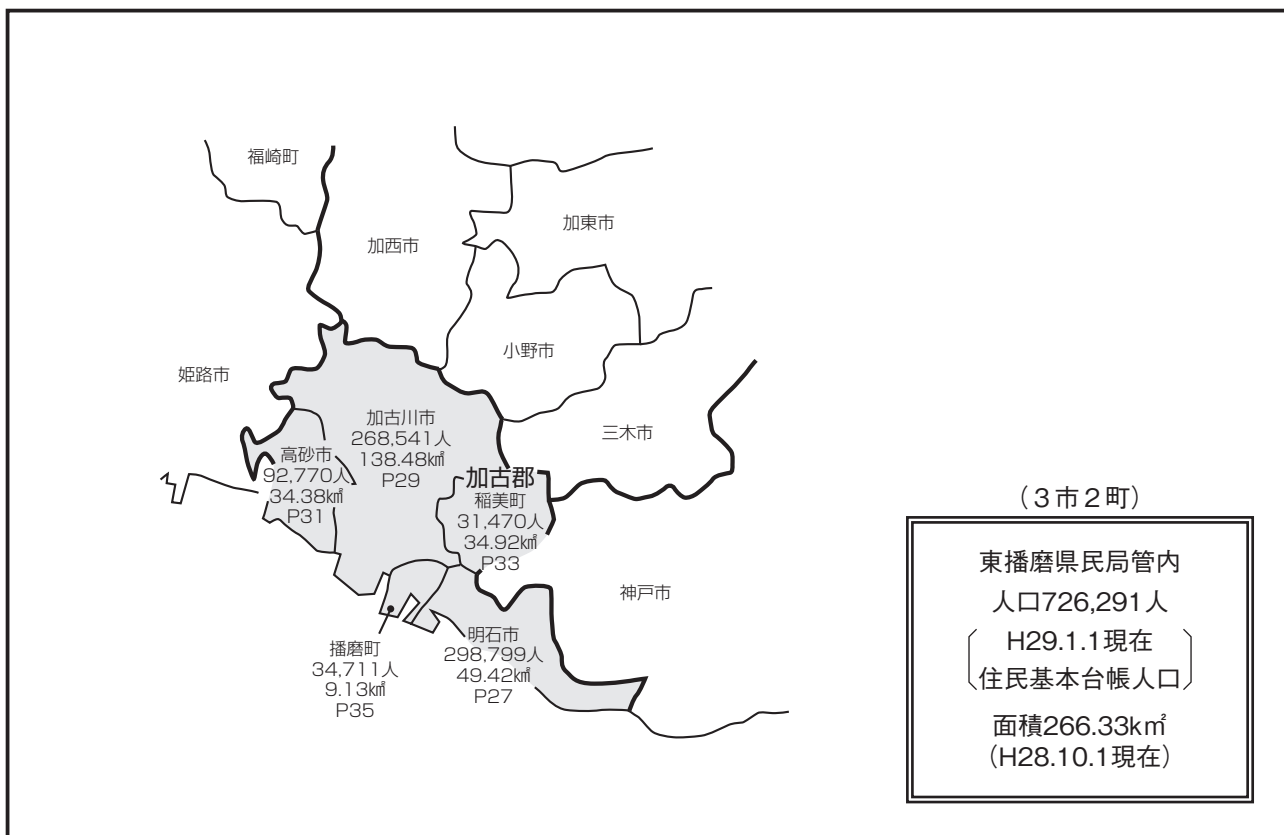 福崎町
加西市
加東市
小野市
姫路市
三木市
加古川市
268,541人
138.48㎢
P29
高砂市
92,770人
34.38㎢
P31
加古郡
稲美町
31,470人
34.92㎢
P33
神戸市
播磨町
34,711人
9.13㎢
P35
明石市
298,799人
49.42㎢
P27
(3市2町)
東播磨県民局管内
人口726,291人
H29.1.1現在
住民基本台帳人口
面積266.33k㎡
(H28.10.1現在)